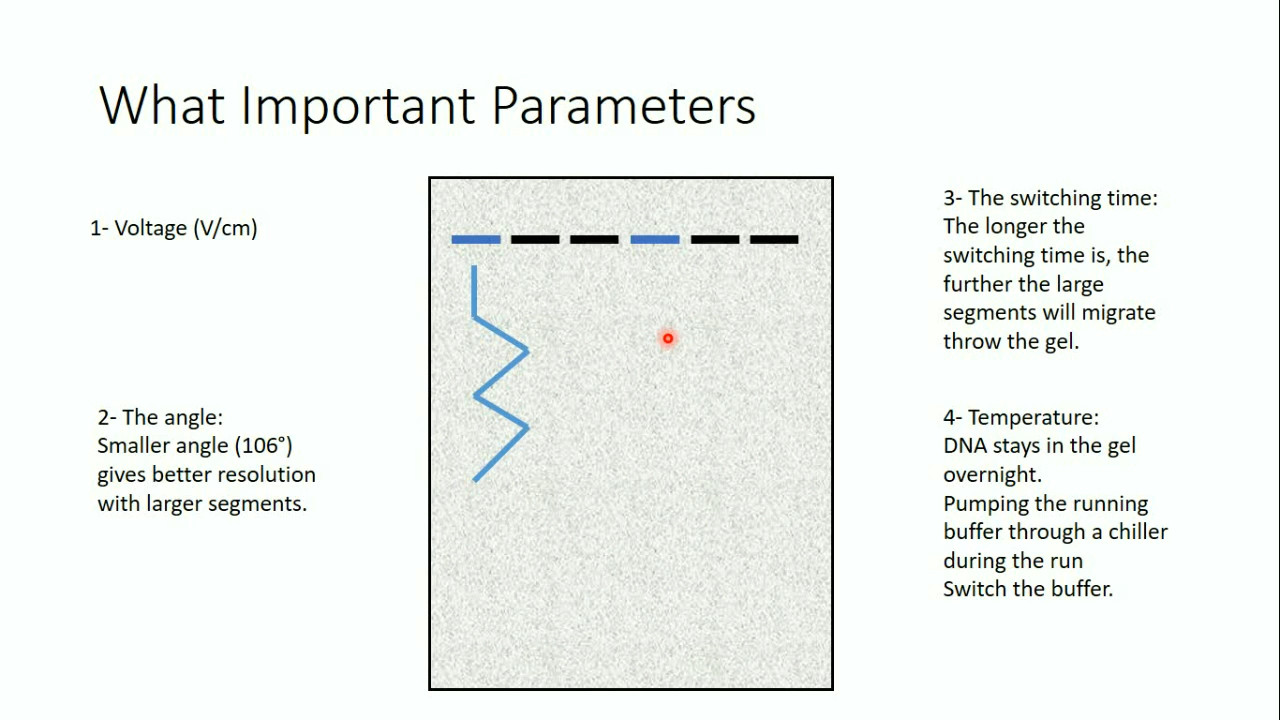 What Important Parameters
1- Voltage (V/cm)
2- The angle:
Smaller angle (106°)
gives better resolution
with larger segments.
3- The switching time:
The longer the
switching time is, the
further the large
segments will migrate
throw the gel.
4- Temperature:
DNA stays in the gel
overnight.
Pumping the running
buffer through a chiller
during the run
Switch the buffer.